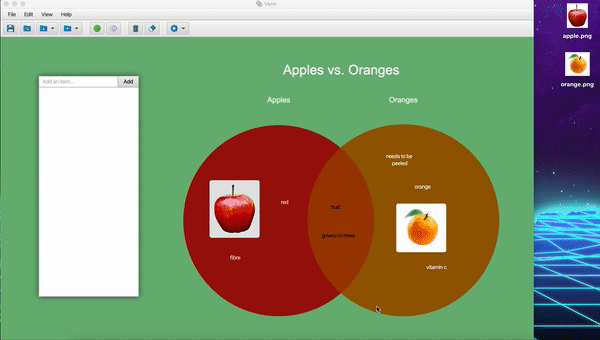 Venn
File Edit View Help
Add an item... Add
Apples vs. Oranges
Apples
Oranges
needs to be
peeled
orange
red
fruit
grows on trees
fibre
vitamin c
apple.png
orange.png